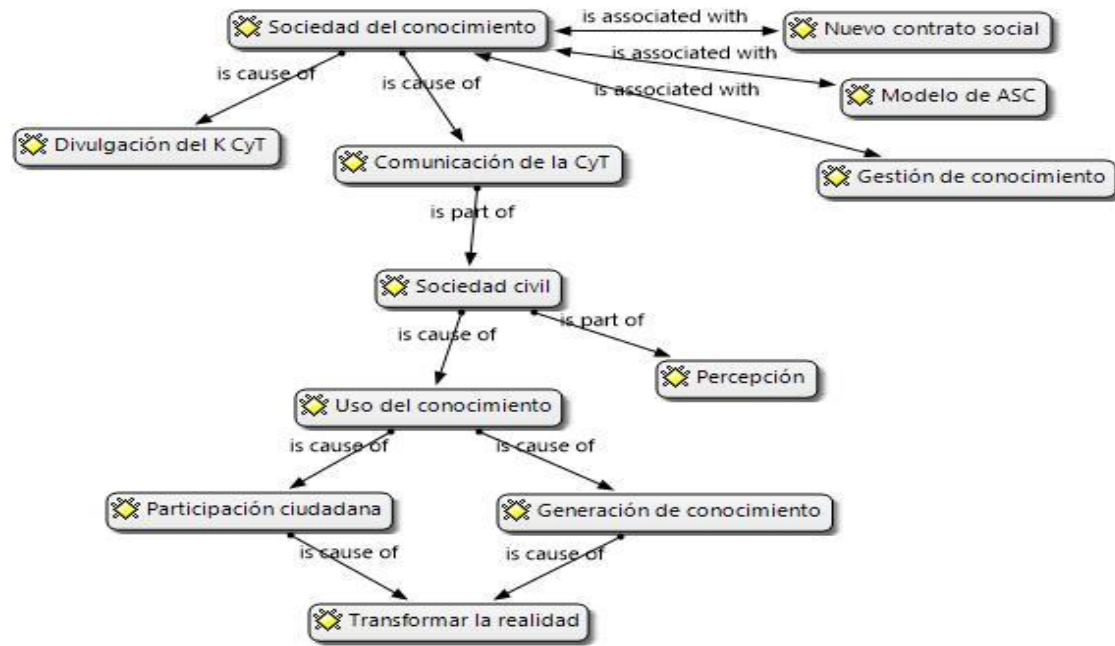 Sociedad del conocimiento
is associated with
Nuevo contrato social
is associated with
is cause of
is cause of
is associated with
Modelo de ASC
Divulgación del K CyT
Comunicación de la CyT
Gestión de conocimiento
is part of
Sociedad civil
is cause of
is part of
Percepción
Uso del conocimiento
is cause of
is cause of
Participación ciudadana
Generación de conocimiento
is cause of
is cause of
Transformar la realidad